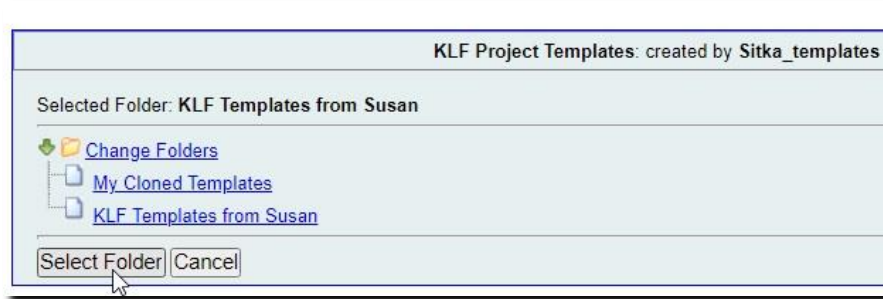 KLF Project Templates: created by Sitka_templates
Selected Folder: KLF Templates from Susan
Change Folders
My Cloned Templates
KLF Templates from Susan
Select Folder Cancel